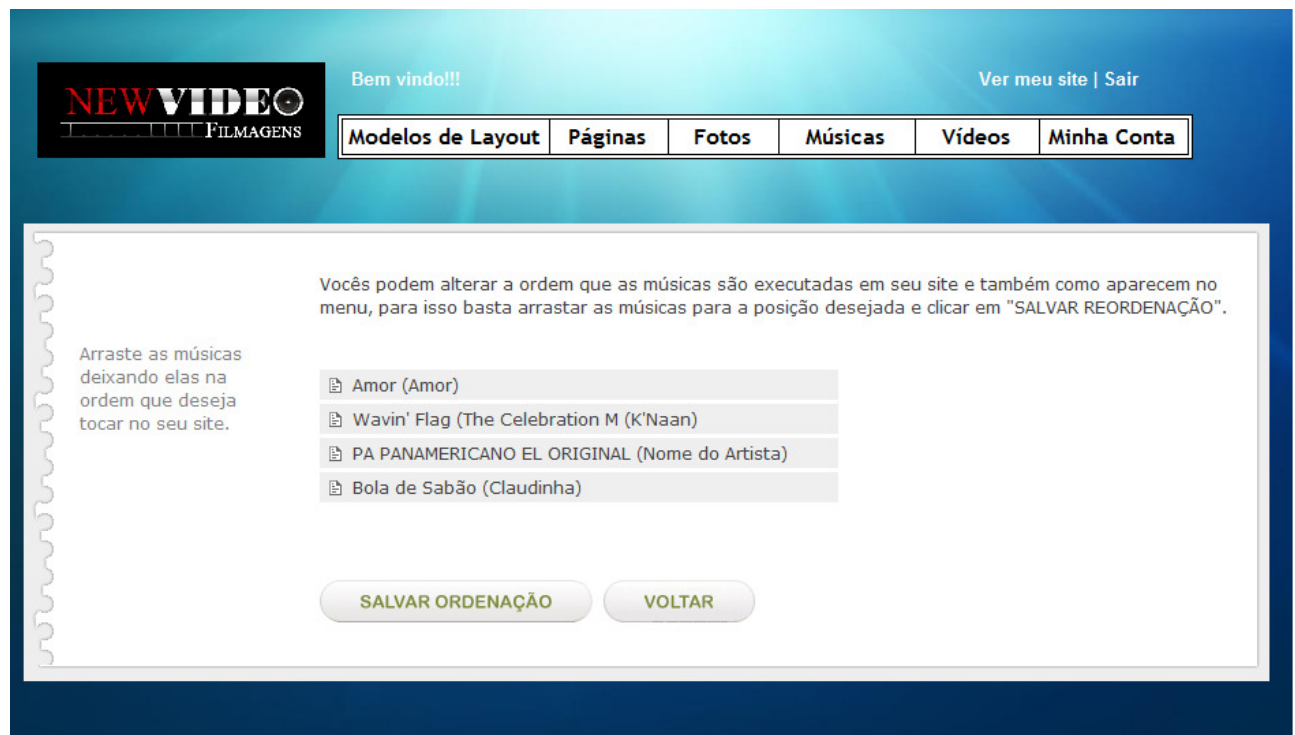 NEWVIDEO
FILMAGENS
Bem vindo!!!
Ver meu site | Sair
Modelos de Layout Páginas Fotos Músicas Vídeos Minha Conta
Vocês podem alterar a ordem que as músicas são executadas em seu site e também como aparecem no
menu, para isso basta arrastar as músicas para a posição desejada e clicar em "SALVAR REORDENAÇÃO".
Arraste as músicas
deixando elas na
ordem que deseja
tocar no seu site.
Amor (Amor)
Wavin' Flag (The Celebration M (K'Naan)
PA PANAMERICANO EL ORIGINAL (Nome do Artista)
Bola de Sabão (Claudinha)
SALVAR ORDENAÇÃO VOLTAR